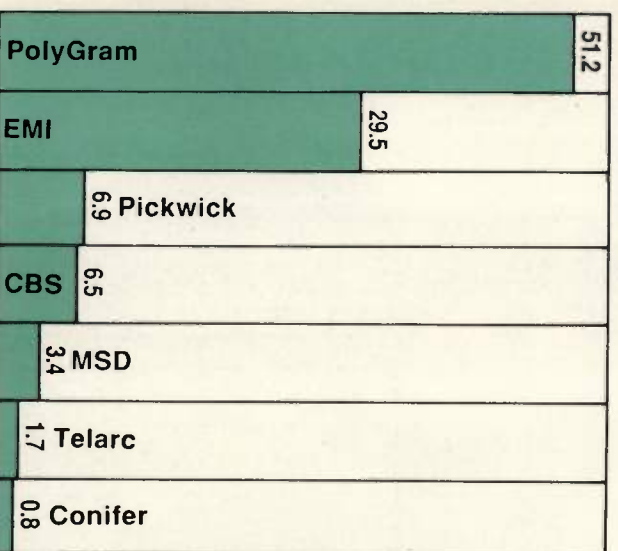 PolyGram 51.2
EMI 29.5
6.9 Pickwick
CBS 6.5
3.4 MSD
1.7 Telarc
0.8 Conifer